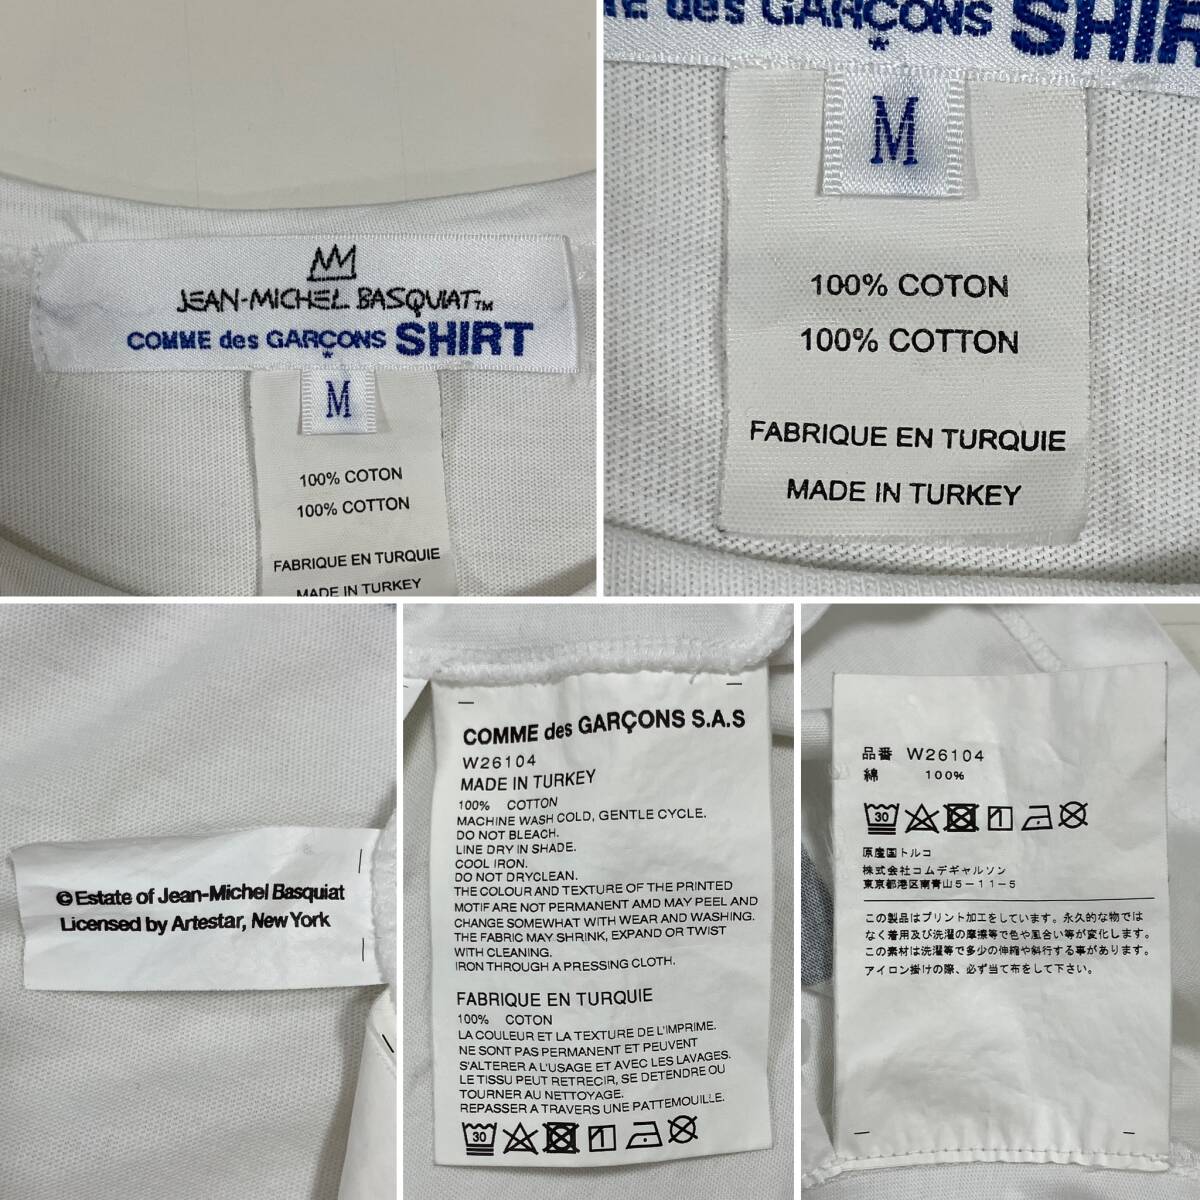 JEAN-MICHEL BASQUIAT™
COMME des GARÇONS SHIRT
*
M
100% COTON
100% COTTON
FABRIQUE EN TURQUIE
MADE IN TURKEY
des GARÇONS SHIR
*
M
100% COTON
100% COTTON
FABRIQUE EN TURQUIE
MADE IN TURKEY
©Estate of Jean-Michel Basquiat
Licensed by Artestar, New York
COMME des GARÇONS S.A.S
W26104
MADE IN TURKEY
100% COTTON
MACHINE WASH COLD, GENTLE CYCLE.
DO NOT BLEACH.
LINE DRY IN SHADE.
COOL IRON.
DO NOT DRYCLEAN.
THE COLOUR AND TEXTURE OF THE PRINTED
MOTIF ARE NOT PERMANENT AMD MAY PEEL AND
CHANGE SOMEWHAT WITH WEAR AND WASHING.
THE FABRIC MAY SHRINK, EXPAND OR TWIST
WITH CLEANING.
IRON THROUGH A PRESSING CLOTH.
FABRIQUE EN TURQUIE
100% COTON
LA COULEUR ET LA TEXTURE DE L'IMPRIME.
NE SONT PAS PERMANENT ET PEUVENT
S'ALTERER A L'USAGE ET AVEC LES LAVAGES.
LE TISSU PEUT RETRECIR, SE DETENDRE OU
TOURNER AU NETTOYAGE.
REPASSER A TRAVERS UNE PATTEMOUILLE.
30
品番 W26104
綿 100%
30
原産国トルコ
株式会社コムデギャルソン
東京都港区南青山5-11-5
この製品はプリント加工をしています。永久的な物では
なく着用及び洗濯の摩擦等で色や風合い等が変化します。
この素材は洗濯等で多少の伸縮や斜行する事があります。
アイロン掛けの際、必ず当て布をして下さい。